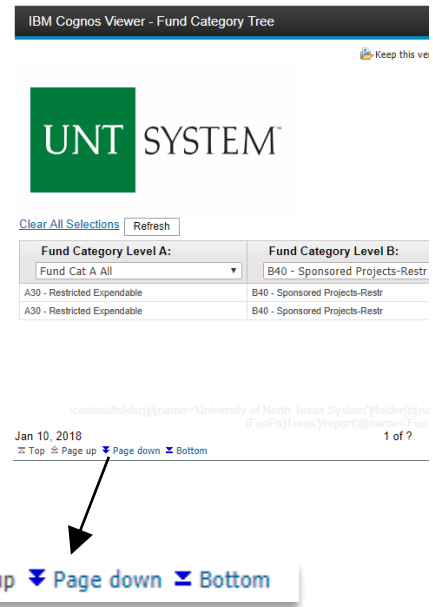 IBM Cognos Viewer - Fund Category Tree
Keep this
UNT SYSTEM™
Clear All Selections Refresh
Fund Category Level A: Fund Category Level B:
Fund Cat A All B40 - Sponsored Projects-Restr
A30 - Restricted Expendable B40 - Sponsored Projects-Restr
A30 - Restricted Expendable B40 - Sponsored Projects-Restr
/content/folder[@name='University of North Texas System']/folder[@na
(FoaPs)Trees']/report[@name='Fun
Jan 10, 2018 1 of ?
Top Page up Page down Bottom
up Page down Bottom